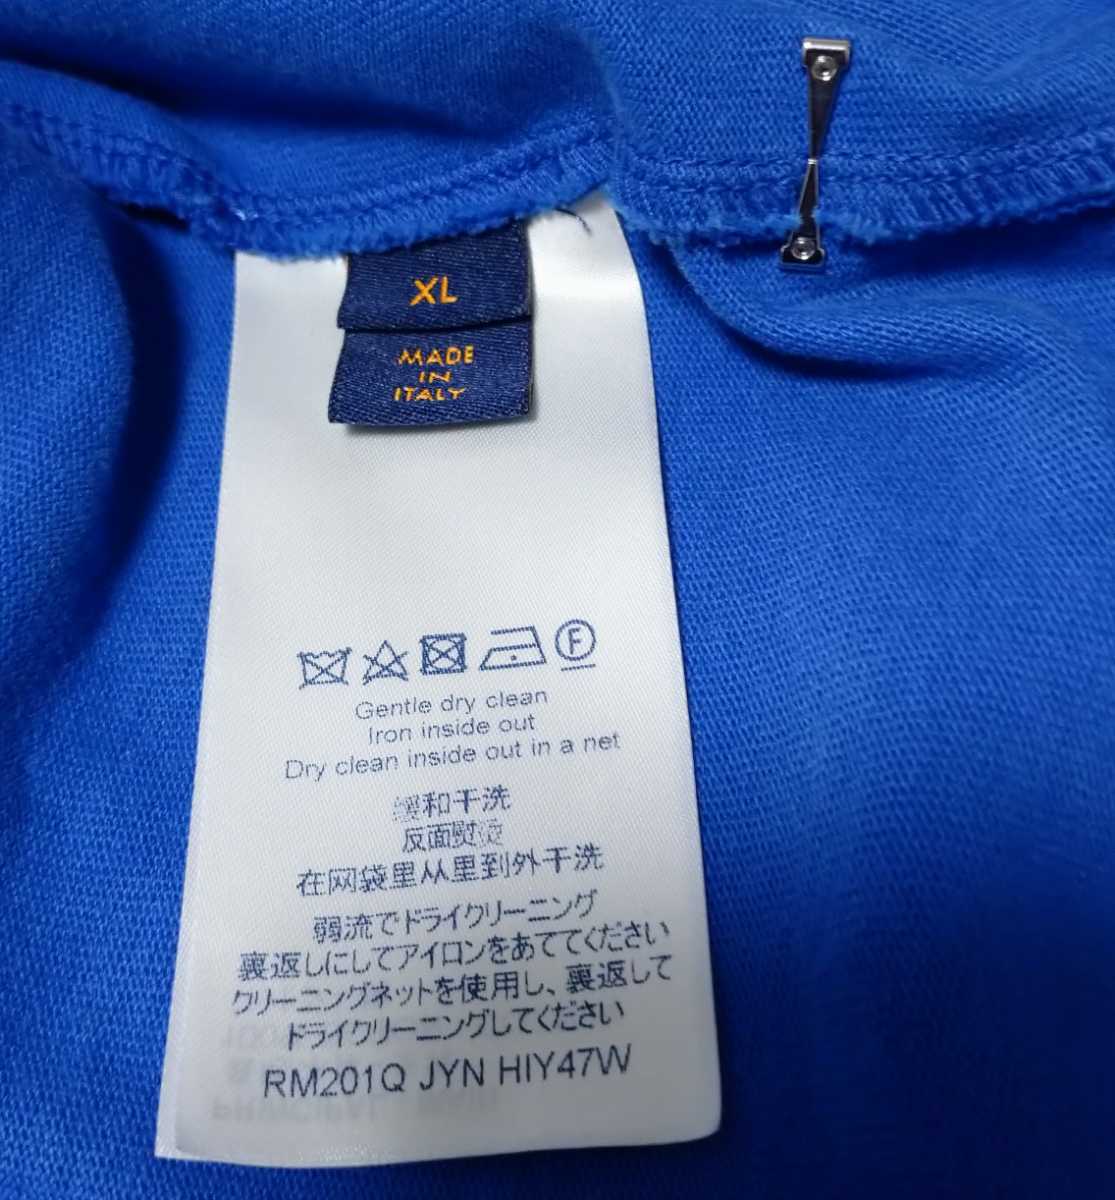 XL
MADE
IN
ITALY
F
Gentle dry clean
Iron inside out
Dry clean inside out in a net
缓和干洗
反面熨烫
在网袋里从里到外干洗
弱流でドライクリーニング
裏返しにしてアイロンをあててください
クリーニングネットを使用し、裏返して
ドライクリーニングしてください
RM201Q JYN HIY47W